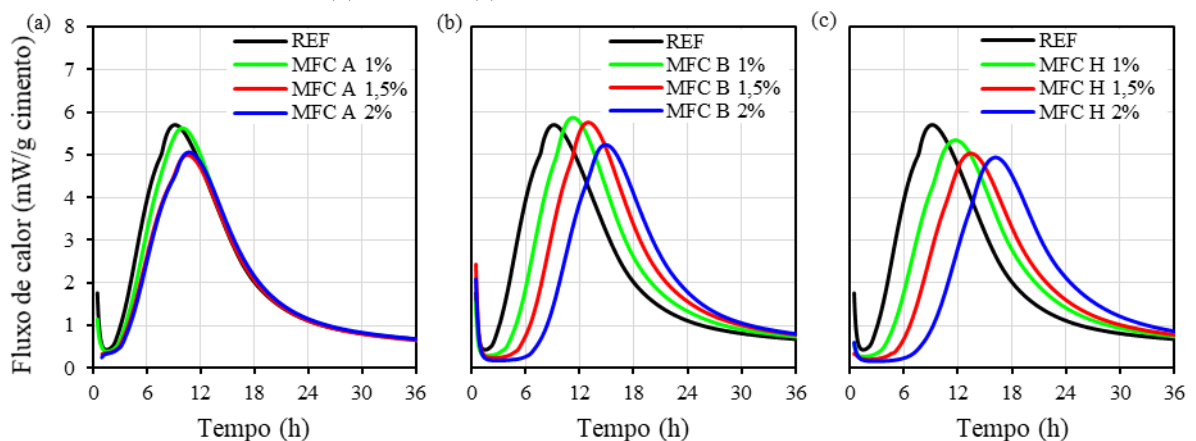 (a)
REF
MFC A 1%
MFC A 1,5%
MFC A 2%
(b)
REF
MFC B 1%
MFC B 1,5%
MFC B 2%
(c)
REF
MFC H 1%
MFC H 1,5%
MFC H 2%
Fluxo de calor (mW/g cimento)
8
7
6
5
4
3
2
1
0
0 6 12 18 24 30 36
0 6 12 18 24 30 36
0 6 12 18 24 30 36
Tempo (h)
Tempo (h)
Tempo (h)